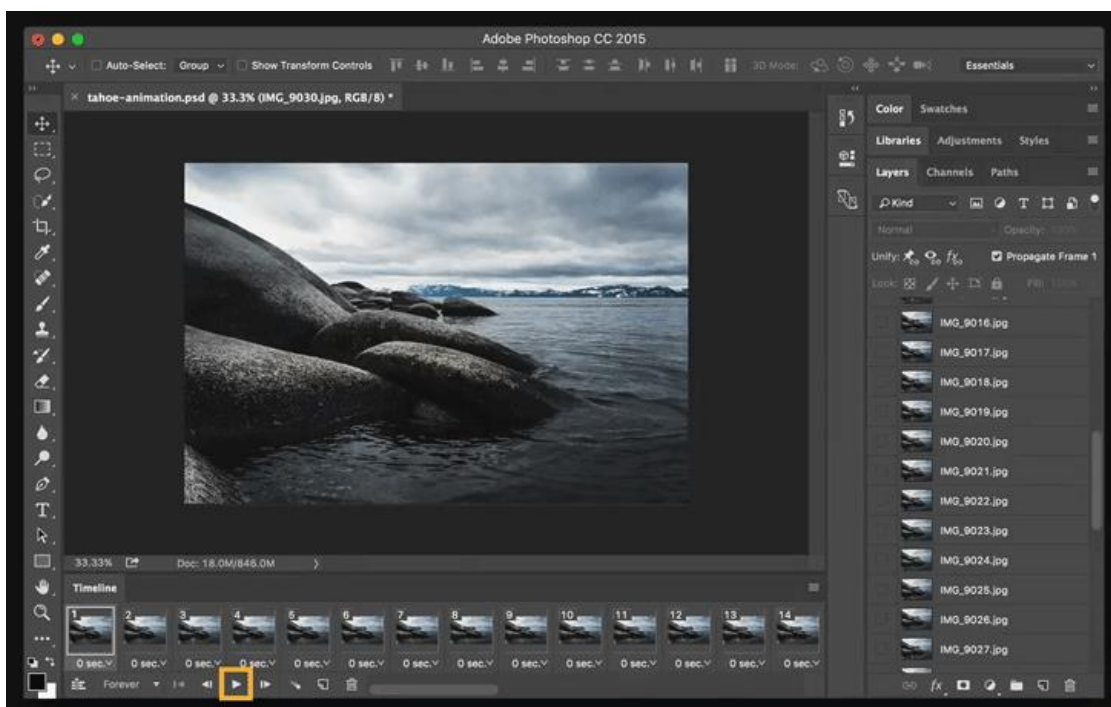 Adobe Photoshop CC 2015
Auto-Select: Group Show Transform Controls 3D Mode: Essentials
× tahoe-animation.psd @ 33.3% (IMG_9030.jpg, RGB/8) *
Color Swatches
Libraries Adjustments Styles
Layers Channels Paths
Kind
Normal Opacity: 100%
Unify: Propagate Frame 1
Lock: Fill: 100%
IMG_9016.jpg
IMG_9017.jpg
IMG_9018.jpg
IMG_9019.jpg
IMG_9020.jpg
IMG_9021.jpg
IMG_9022.jpg
IMG_9023.jpg
IMG_9024.jpg
IMG_9025.jpg
IMG_9026.jpg
IMG_9027.jpg
33.33% Doc: 18.0M/846.0M
Timeline
1 2 3 4 5 6 7 8 9 10 11 12 13 14
0 sec. 0 sec. 0 sec. 0 sec. 0 sec. 0 sec. 0 sec. 0 sec. 0 sec. 0 sec. 0 sec. 0 sec. 0 sec. 0 sec.
Forever